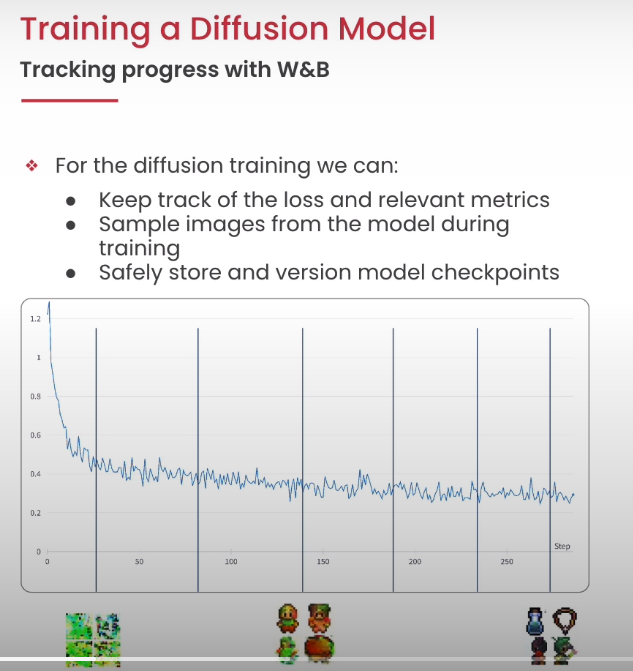 Training a Diffusion Model
Tracking progress with W&B
❖ For the diffusion training we can:
● Keep track of the loss and relevant metrics
● Sample images from the model during
training
● Safely store and version model checkpoints
1.2
1
0.8
0.6
0.4
0.2
0
Step
0 50 100 150 200 250